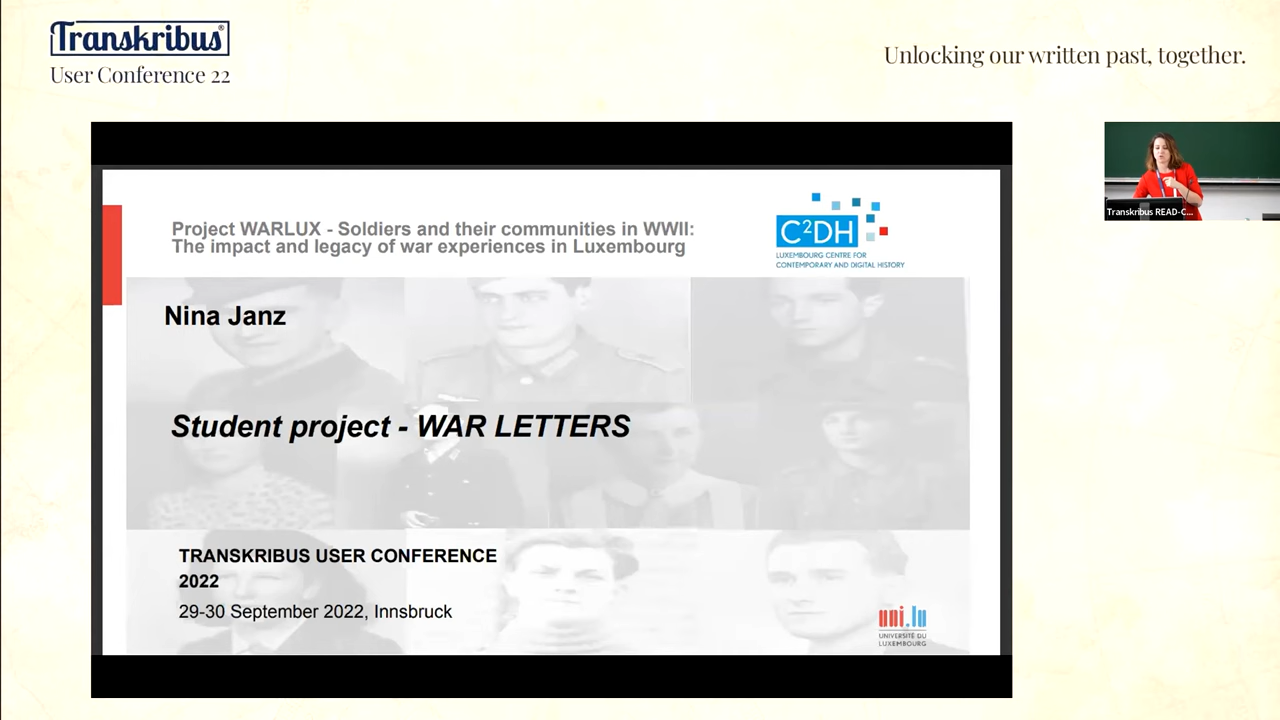 Transkribus®
User Conference 22
Unlocking our written past, together.
Project WARLUX - Soldiers and their communities in WWII:
The impact and legacy of war experiences in Luxembourg
C²DH
LUXEMBOURG CENTRE FOR
CONTEMPORARY AND DIGITAL HISTORY
Nina Janz
Student project - WAR LETTERS
TRANSKRIBUS USER CONFERENCE
2022
29-30 September 2022, Innsbruck
uni.lu
UNIVERSITÉ DU
LUXEMBOURG
Transkribus READ-C...